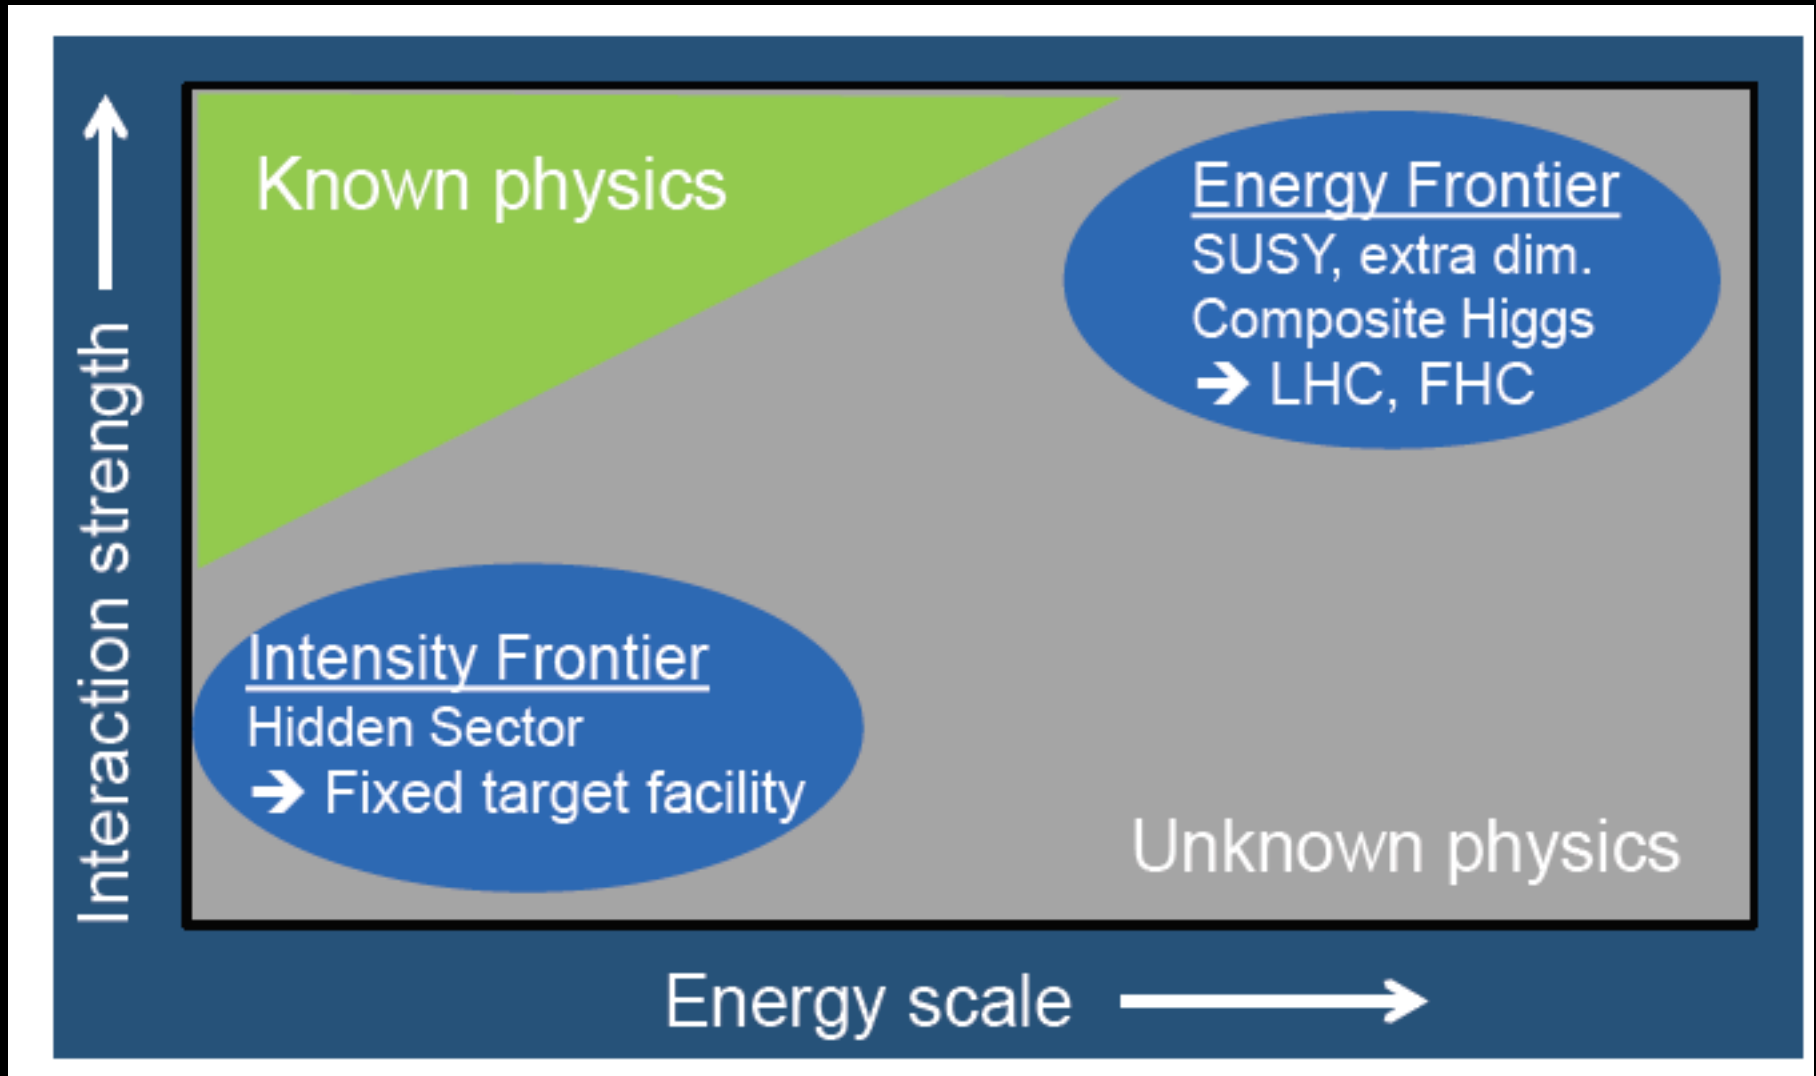 Interaction strength
Known physics
Energy Frontier
SUSY, extra dim.
Composite Higgs
➔ LHC, FHC
Intensity Frontier
Hidden Sector
➔ Fixed target facility
Unknown physics
Energy scale